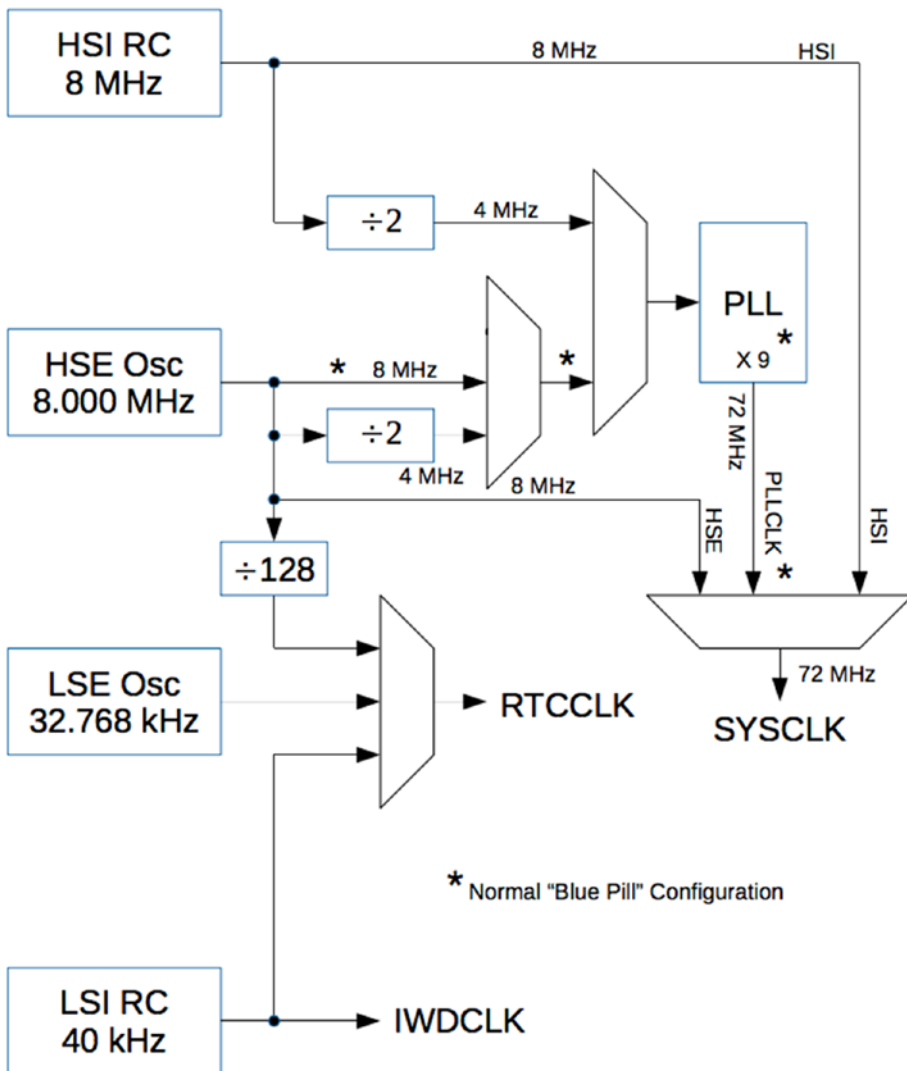 HSI RC
8 MHz
8 MHz
HSI
÷2
4 MHz
PLL
*
X 9
HSE Osc
8.000 MHz
*
8 MHz
*
÷2
4 MHz
8 MHz
72 MHz
PLLCLK
HSE
HSI
*
÷128
LSE Osc
32.768 kHz
RTCCLK
72 MHz
SYSCLK
* Normal “Blue Pill” Configuration
LSI RC
40 kHz
IWDCLK